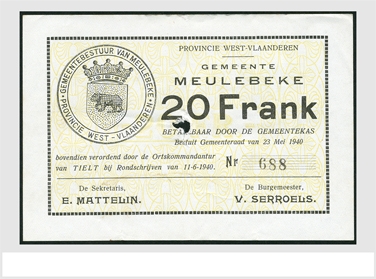 PROVINCIE WEST-VLAANDEREN
GEMEENTE
MEULEBEKE
20 Frank
BETAALBAAR DOOR DE GEMEENTEKAS
Besluit Gemeenteraad van 23 Mei 1940
GEMEENTEBESTUUR VAN MEULEBEKE
PROVINCIE WEST-VLAANDEREN
bovendien verordend door de Ortskommandantur
van TIELT bij Rondschrijven van 11-6-1940.
Nr 688
De Sekretaris,
E. MATTELIN.
De Burgemeester,
V. SERROELS.